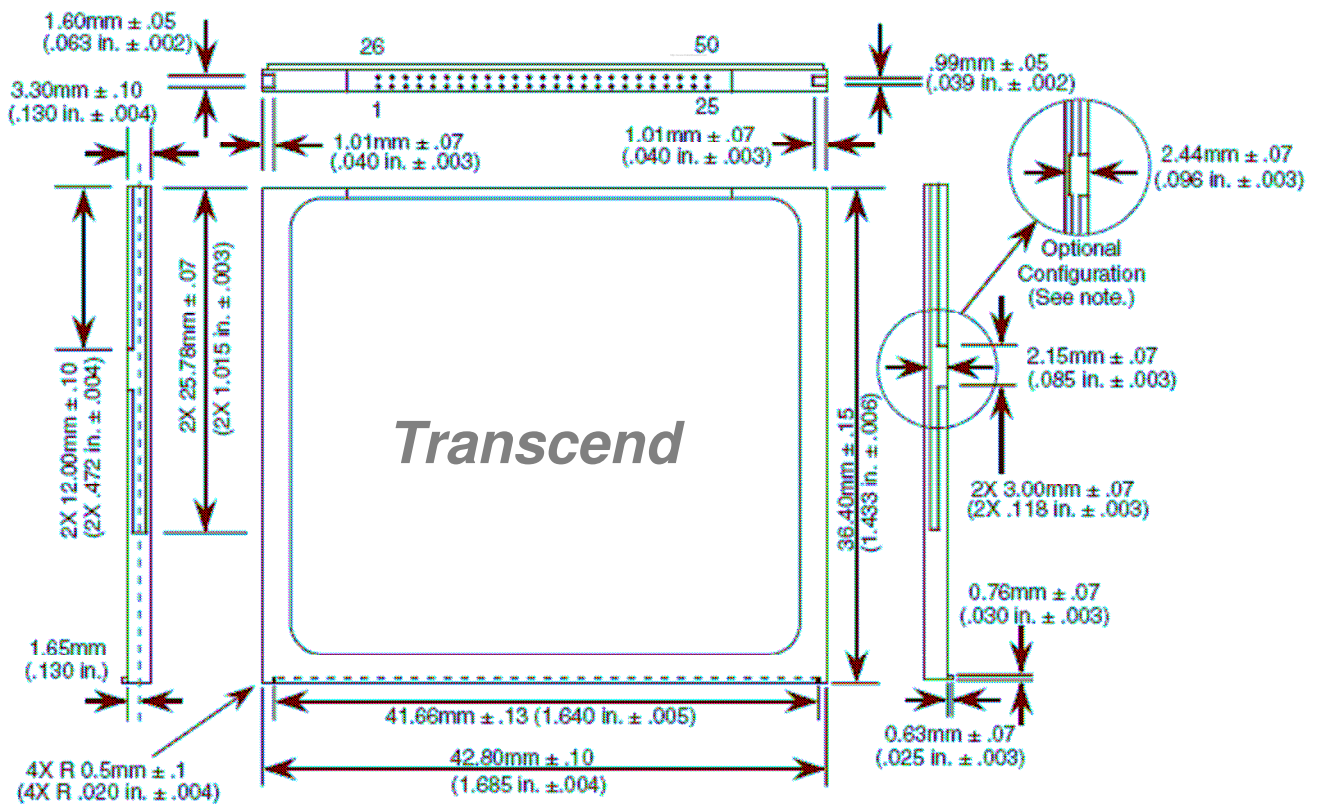 1.60mm ± .05
(.063 in. ± .002)
26
50
.99mm ± .05
(.039 in. ± .002)
3.30mm ± .10
(.130 in. ± .004)
1
25
1.01mm ± .07
(.040 in. ± .003)
1.01mm ± .07
(.040 in. ± .003)
2.44mm ± .07
(.096 in. ± .003)
Optional
Configuration
(See note.)
2X 12.00mm ± .10
(2X .472 in. ± .004)
2X 25.78mm ± .07
(2X 1.015 in. ± .003)
Transcend
36.40mm ± .15
(1.433 in. ± .006)
2.15mm ± .07
(.085 in. ± .003)
2X 3.00mm ± .07
(2X .118 in. ± .003)
0.76mm ± .07
(.030 in. ± .003)
1.65mm
(.130 in.)
41.66mm ± .13 (1.640 in. ± .005)
0.63mm ± .07
(.025 in. ± .003)
42.80mm ± .10
(1.685 in. ± .004)
4X R 0.5mm ± .1
(4X R .020 in. ± .004)